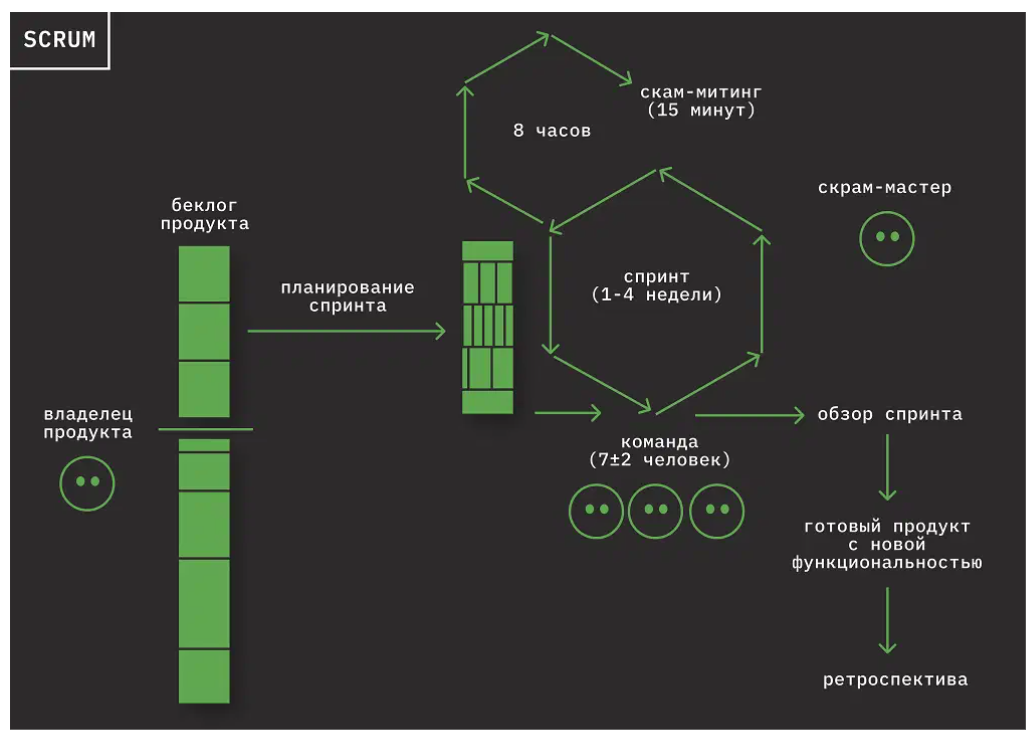 SCRUM
скам-митинг
(15 минут)
8 часов
скрам-мастер
беклог
продукта
планирование
спринта
спринт
(1-4 недели)
владелец
продукта
команда
(7±2 человек)
обзор спринта
готовый продукт
с новой
функциональностью
ретроспектива